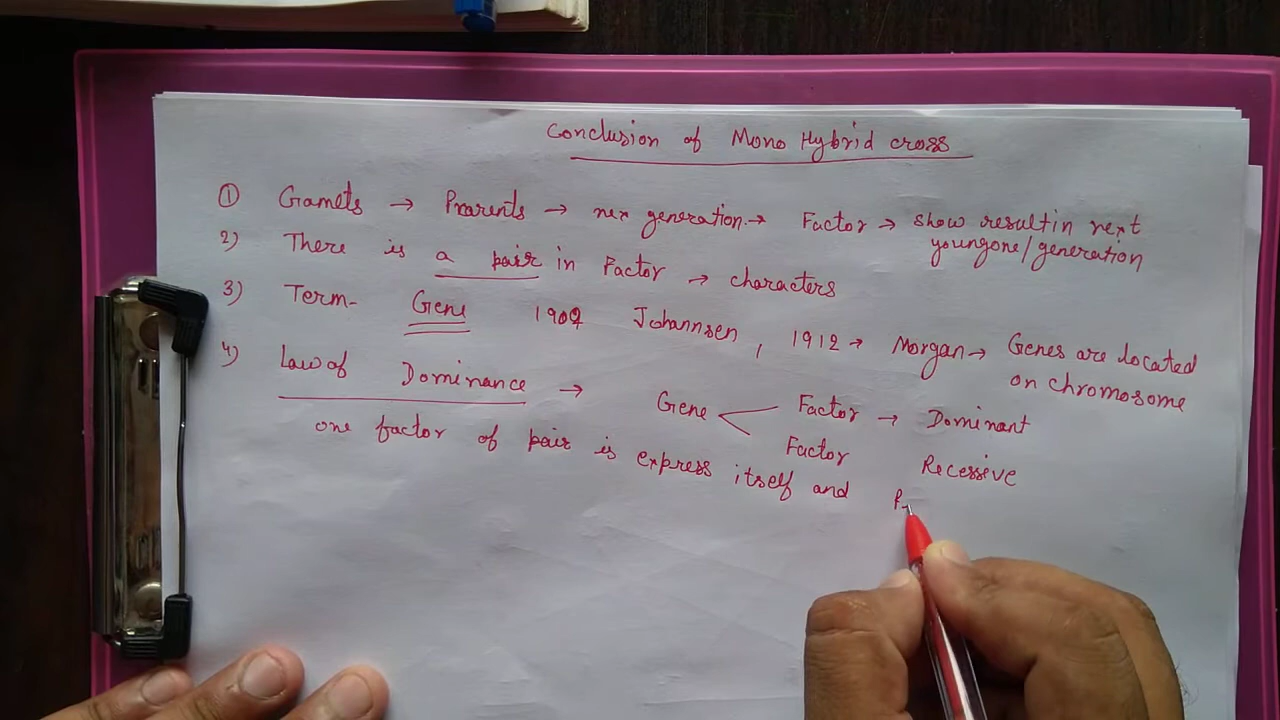 Conclusion of Mono Hybrid cross
① Gamets → Prarents → nex generation.→ Factor → show result in next
youngone/generation
2) There is a pair in Factor → characters
3) Term- Gene 1909 Johannsen, 1912 → Morgan → Genes are located
on chromosome
4) Law of Dominance → Gene Factor → Dominant
Factor Recessive
one factor of pair is express itself and